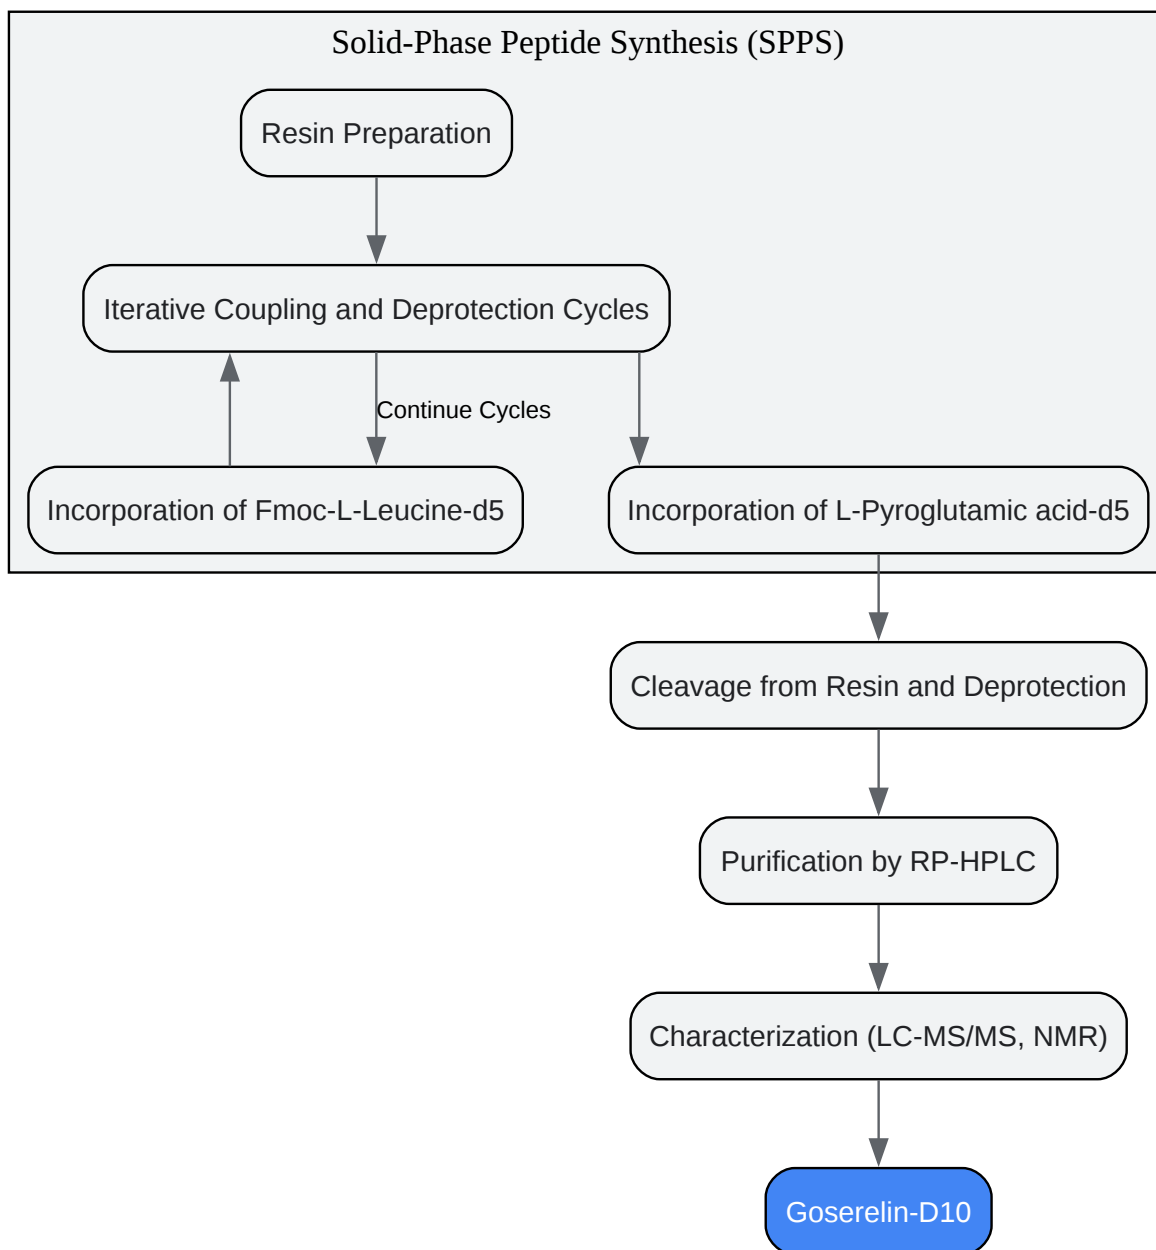 Solid-Phase Peptide Synthesis (SPPS)
Resin Preparation
Iterative Coupling and Deprotection Cycles
Continue Cycles
Incorporation of Fmoc-L-Leucine-d5
Incorporation of L-Pyroglutamic acid-d5
Cleavage from Resin and Deprotection
Purification by RP-HPLC
Characterization (LC-MS/MS, NMR)
Goserelin-D10